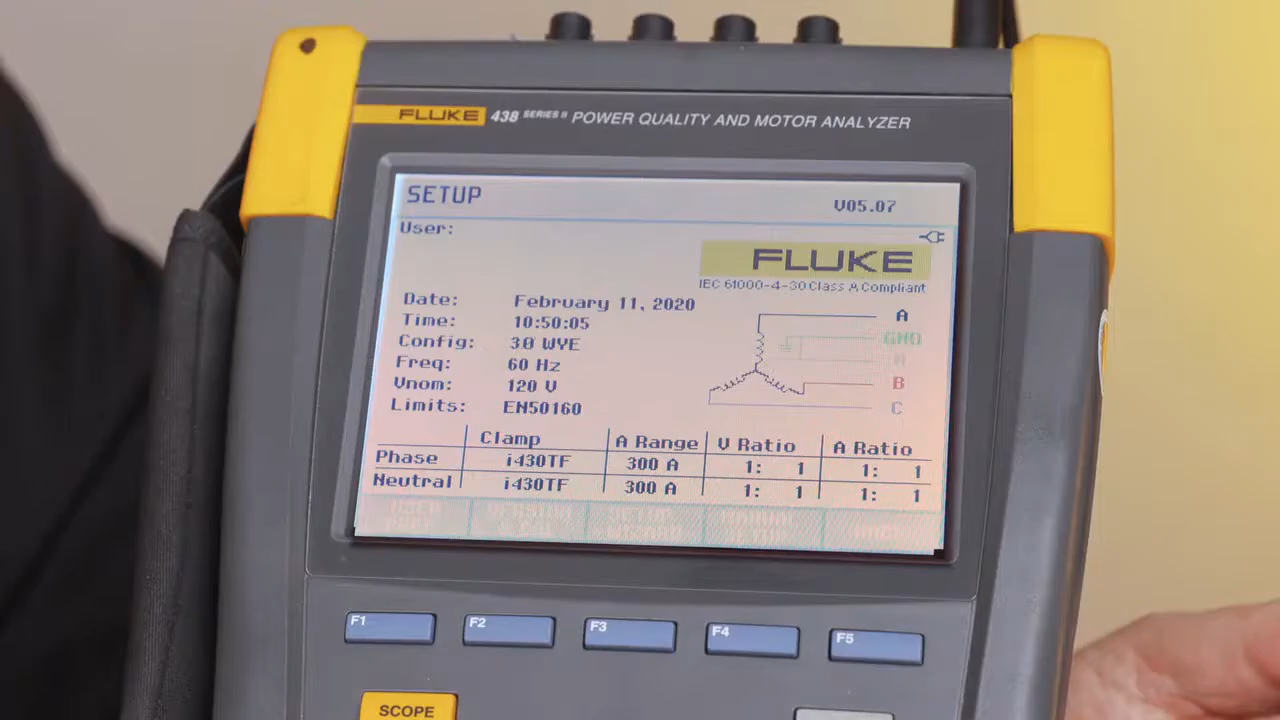 FLUKE 438 SERIES II POWER QUALITY AND MOTOR ANALYZER
SETUP V05.07
User:
FLUKE
IEC 61000-4-30 Class A Compliant
Date: February 11, 2020
Time: 10:50:05
Config: 3Ø WYE
Freq: 60 Hz
Vnom: 120 V
Limits: EN50160
A
GND
N
B
C
Clamp A Range V Ratio A Ratio
Phase i430TF 300 A 1: 1 1: 1
Neutral i430TF 300 A 1: 1 1: 1
USER
F1 F2 F3 F4 F5
SCOPE